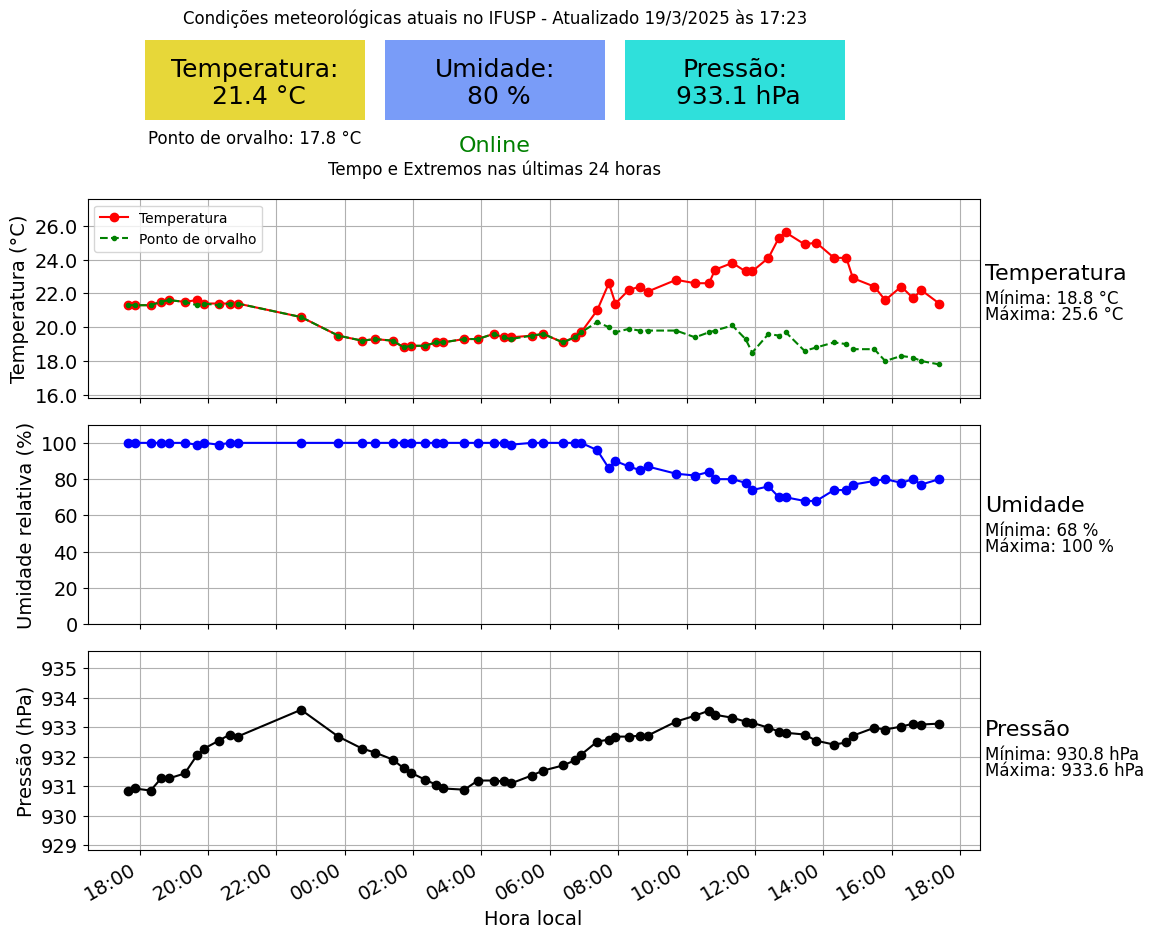 Condições meteorológicas atuais no IFUSP - Atualizado 19/3/2025 às 17:23
Temperatura:
21.4 °C
Umidade:
80 %
Pressão:
933.1 hPa
Ponto de orvalho: 17.8 °C
Online
Tempo e Extremos nas últimas 24 horas
Temperatura (°C)
26.0
24.0
22.0
20.0
18.0
16.0
Temperatura
Ponto de orvalho
Temperatura
Mínima: 18.8 °C
Máxima: 25.6 °C
Umidade relativa (%)
100
80
60
40
20
0
Umidade
Mínima: 68 %
Máxima: 100 %
Pressão (hPa)
935
934
933
932
931
930
929
Pressão
Mínima: 930.8 hPa
Máxima: 933.6 hPa
18:00 20:00 22:00 00:00 02:00 04:00 06:00 08:00 10:00 12:00 14:00 16:00 18:00
Hora local